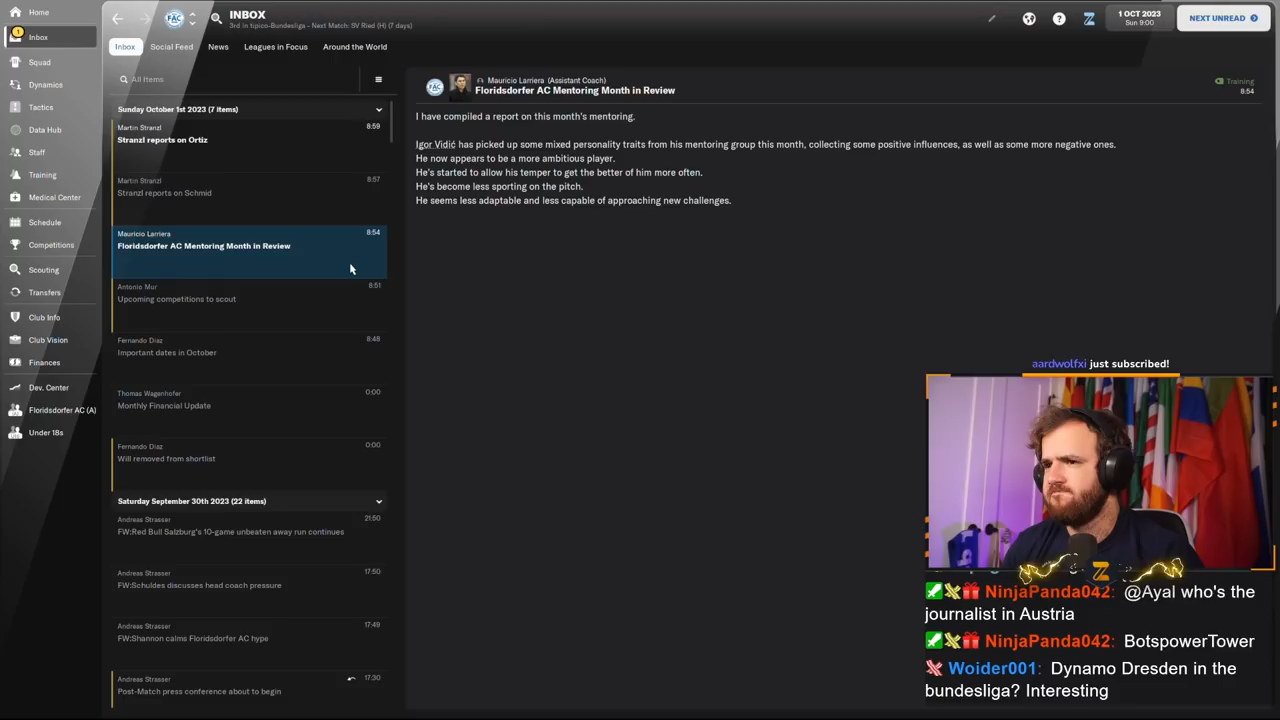 Home
INBOX
3rd in tipico-Bundesliga - Next Match: SV Ried (H) (7 days)
1 OCT 2023
Sun 9:00
NEXT UNREAD
1
Inbox
Squad
Dynamics
Tactics
Data Hub
Staff
Training
Medical Center
Schedule
Competitions
Scouting
Transfers
Club Info
Club Vision
Finances
Dev. Center
Floridsdorfer AC (A)
Under 18s
Inbox
Social Feed
News
Leagues in Focus
Around the World
All Items
Sunday October 1st 2023 (7 items)
Martin Stranzl
8:59
Stranzl reports on Ortiz
Martin Stranzl
8:57
Stranzl reports on Schmid
Mauricio Larriera
8:54
Floridsdorfer AC Mentoring Month in Review
Antonio Mur
8:51
Upcoming competitions to scout
Fernando Diaz
8:48
Important dates in October
Thomas Wagenhofer
0:00
Monthly Financial Update
Fernando Diaz
0:00
Will removed from shortlist
Saturday September 30th 2023 (22 items)
Andreas Strasser
21:50
FW:Red Bull Salzburg's 10-game unbeaten away run continues
Andreas Strasser
17:50
FW:Schuldes discusses head coach pressure
Andreas Strasser
17:49
FW:Shannon calms Floridsdorfer AC hype
Andreas Strasser
17:30
Post-Match press conference about to begin
FAC
Mauricio Larriera (Assistant Coach)
Floridsdorfer AC Mentoring Month in Review
Training
8:54
I have compiled a report on this month's mentoring.
Igor Vidić has picked up some mixed personality traits from his mentoring group this month, collecting some positive influences, as well as some more negative ones.
He now appears to be a more ambitious player.
He's started to allow his temper to get the better of him more often.
He's become less sporting on the pitch.
He seems less adaptable and less capable of approaching new challenges.
aardwolfxi just subscribed!
NinjaPanda042: @Ayal who's the
journalist in Austria
NinjaPanda042: BotspowerTower
Woider001: Dynamo Dresden in the
bundesliga? Interesting